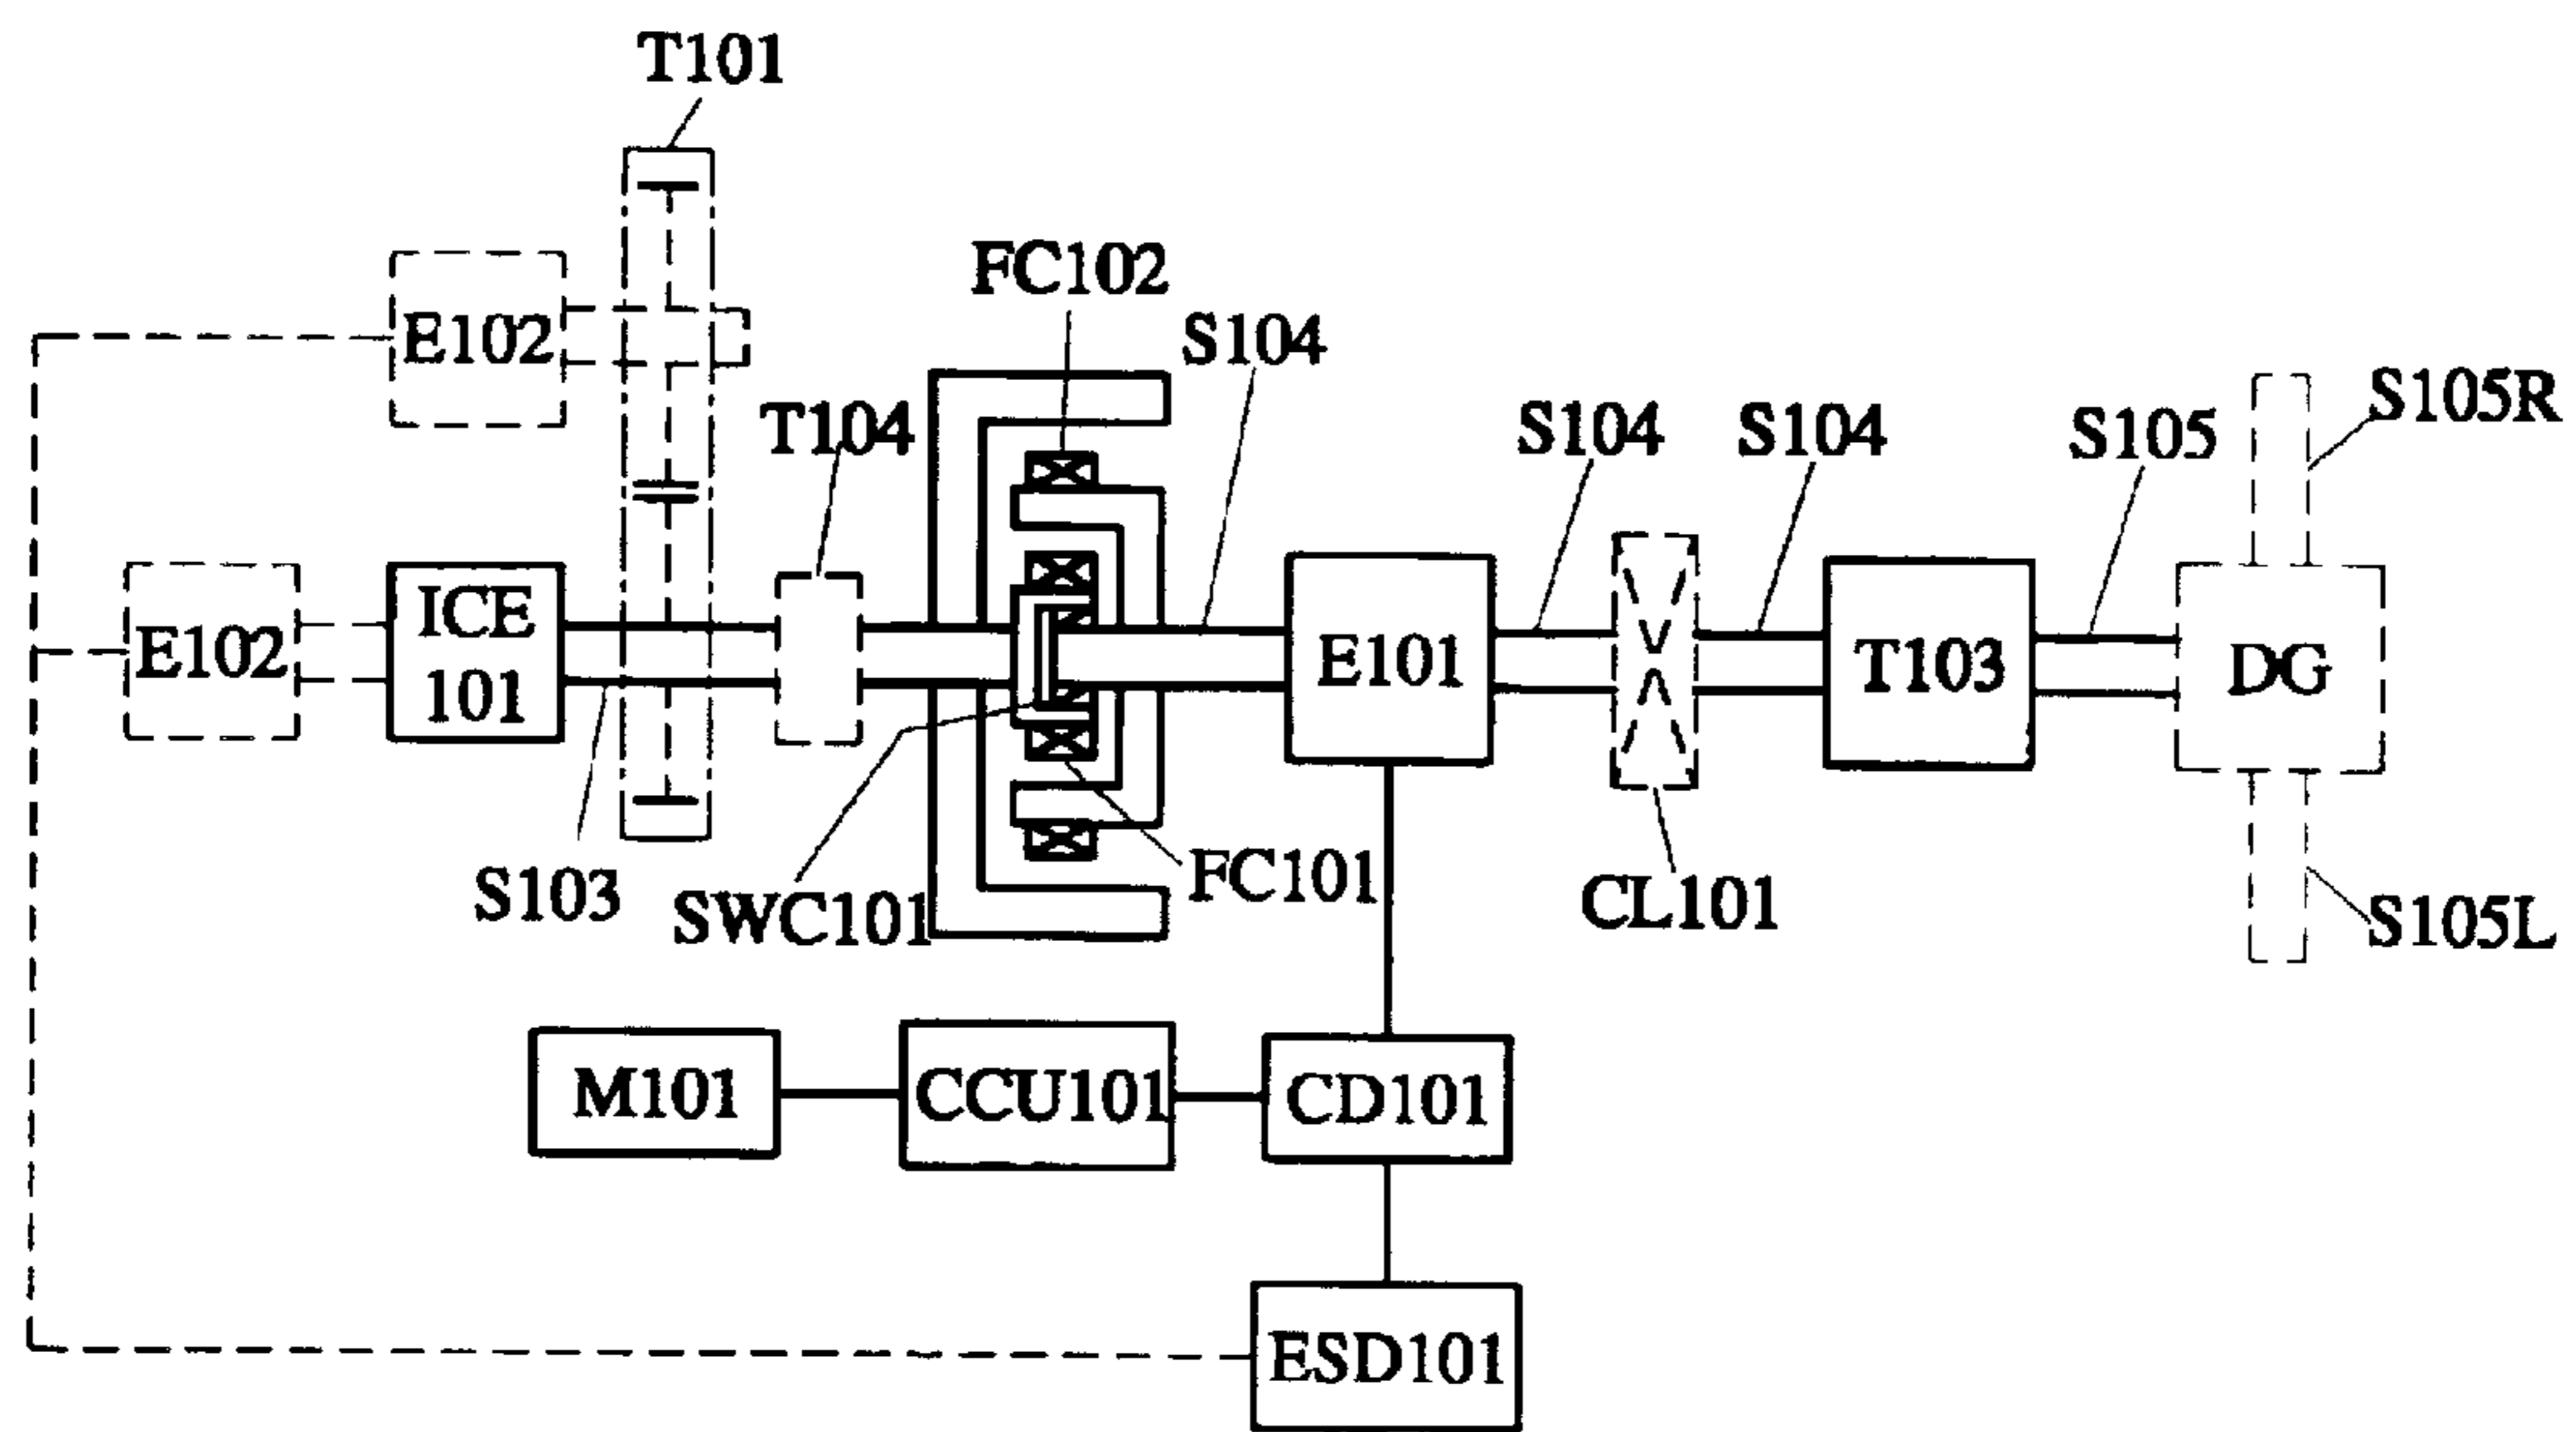 T101
FC102
S104
E102
T104
S104
S104
S105
S105R
E102
ICE
101
E101
T103
DG
S103
SWC101
FC101
CL101
S105L
M101
CCU101
CD101
ESD101